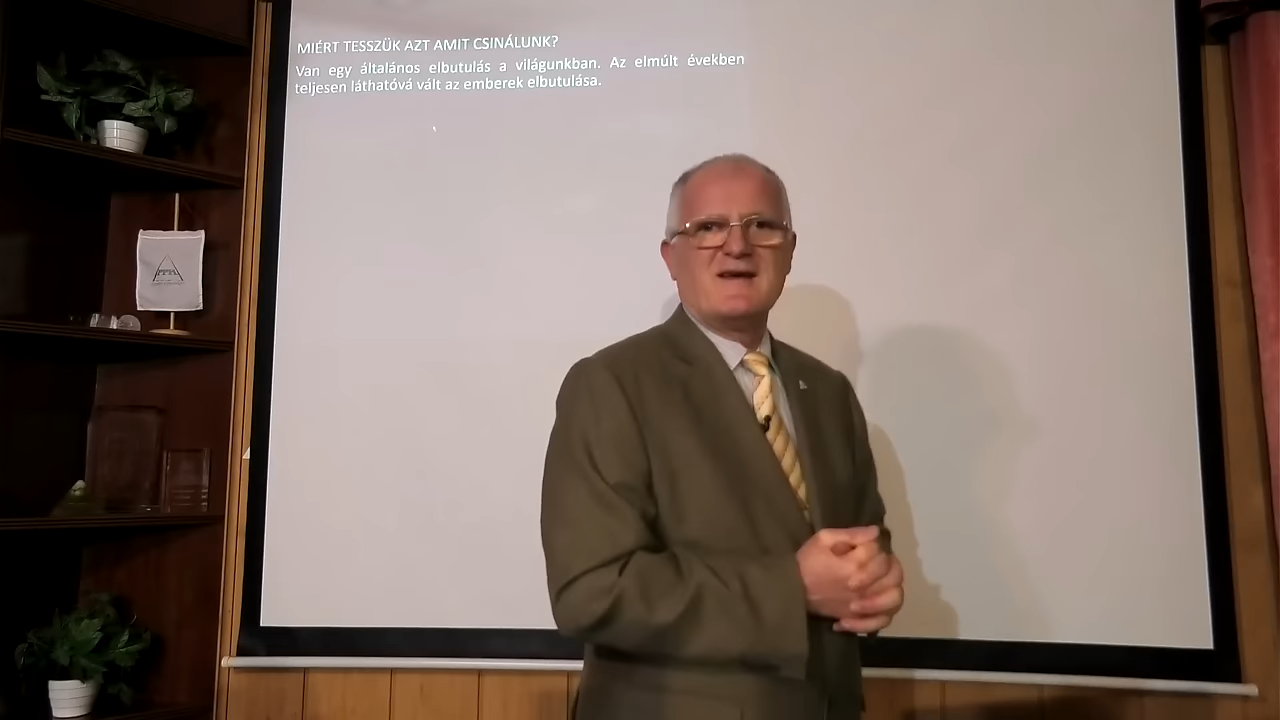 MIÉRT TESSZÜK AZT AMIT CSINÁLUNK?
Van egy általános elbutulás a világunkban. Az elmúlt években
teljesen láthatóvá vált az emberek elbutulása.